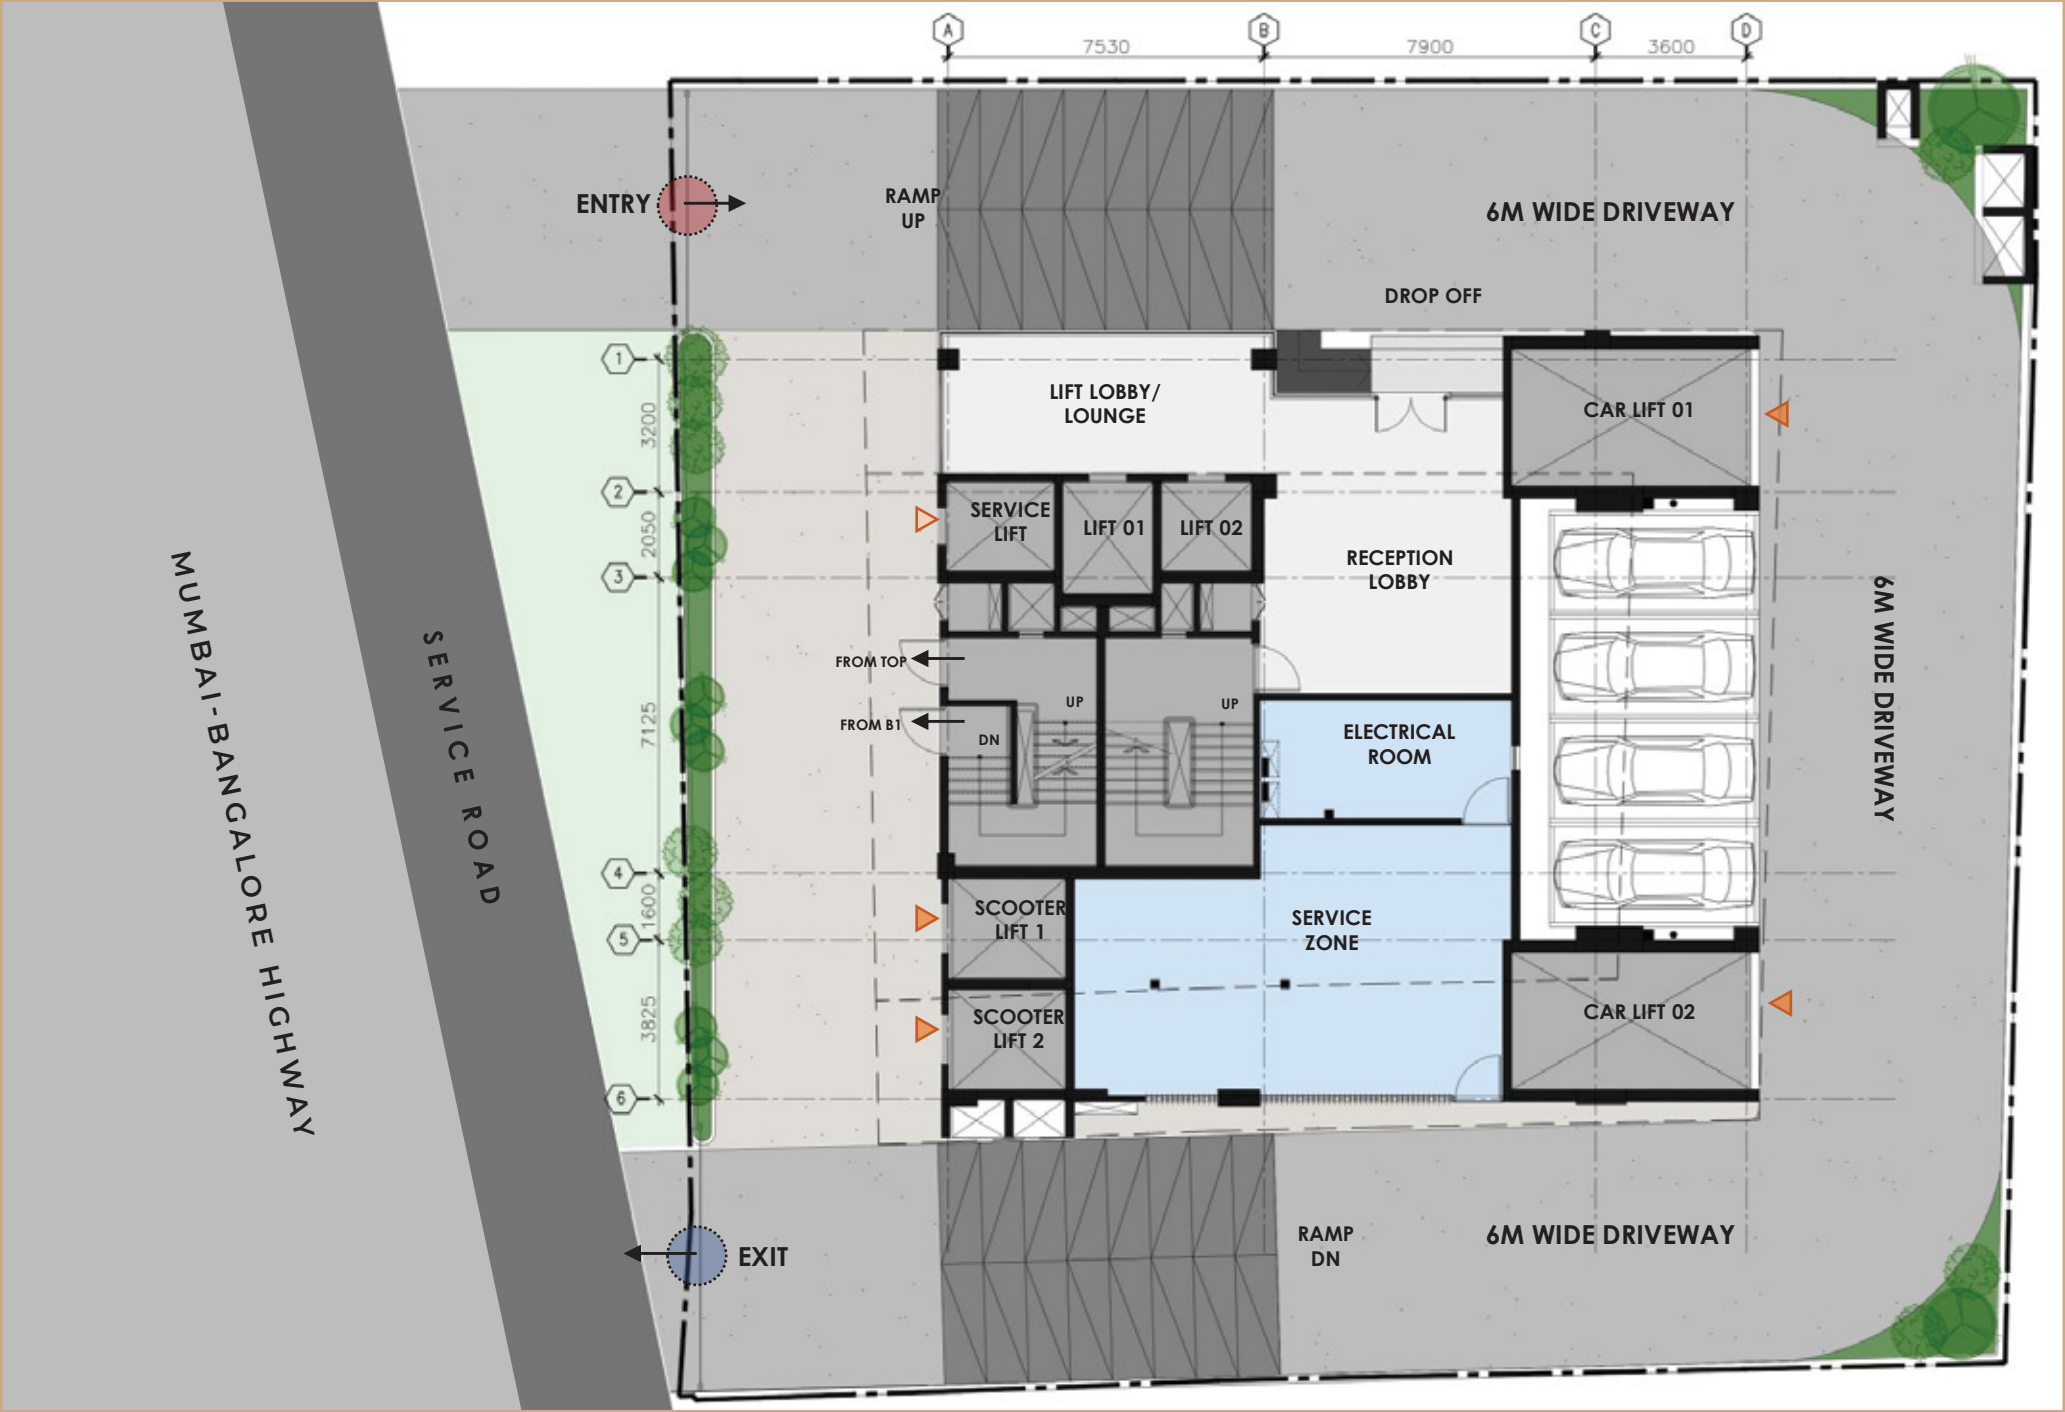 A
B
C
D
7530
7900
3600
ENTRY
RAMP
UP
6M WIDE DRIVEWAY
DROP OFF
1
3200
LIFT LOBBY/
LOUNGE
CAR LIFT 01
2
SERVICE
LIFT
LIFT 01
LIFT 02
2050
RECEPTION
LOBBY
3
6M WIDE DRIVEWAY
MUMBAI-BANGALORE HIGHWAY
SERVICE ROAD
FROM TOP
UP
UP
FROM B1
DN
7125
ELECTRICAL
ROOM
4
1600
SCOOTER
LIFT 1
SERVICE
ZONE
5
3825
SCOOTER
LIFT 2
CAR LIFT 02
6
EXIT
RAMP
DN
6M WIDE DRIVEWAY